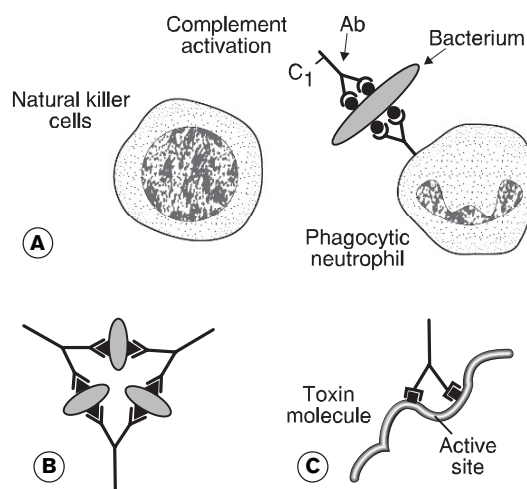 Complement
activation
Ab
Bacterium
C1
Natural killer
cells
A
Phagocytic
neutrophil
B
Toxin
molecule
Active
site
C